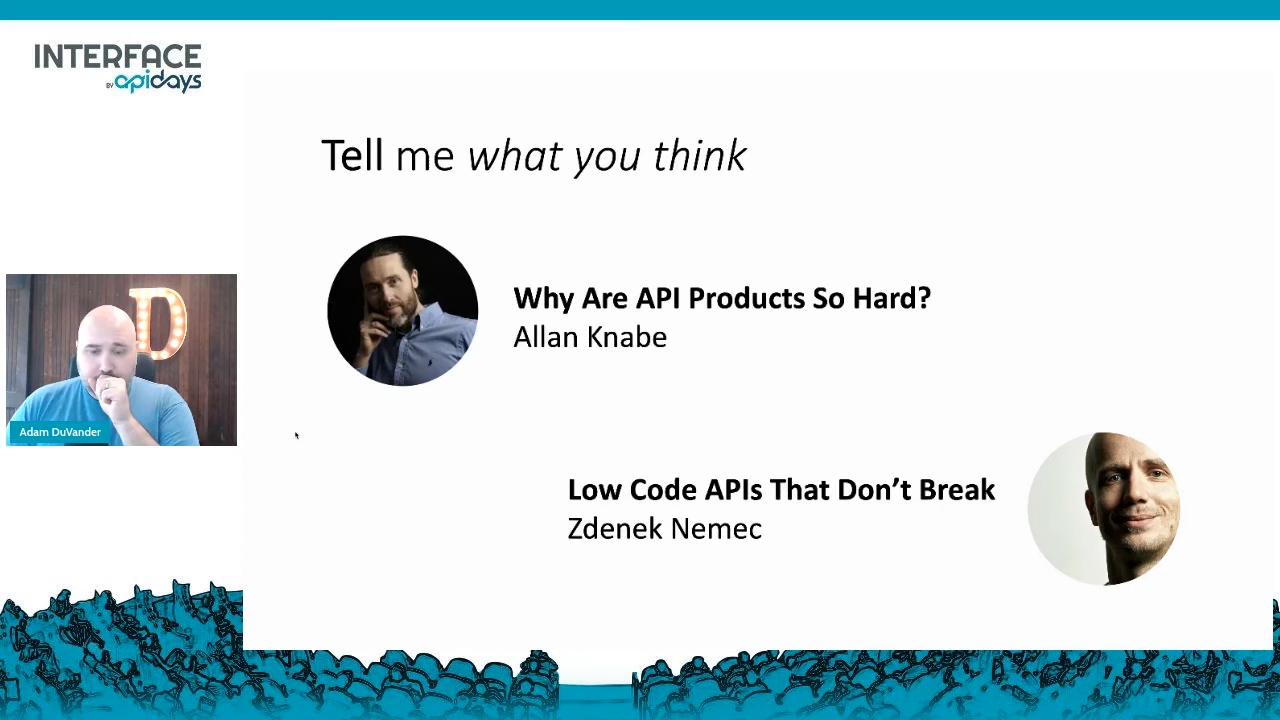 INTERFACE
BY apidays
Tell me what you think
Why Are API Products So Hard?
Allan Knabe
D
Adam DuVander
Low Code APIs That Don’t Break
Zdenek Nemec